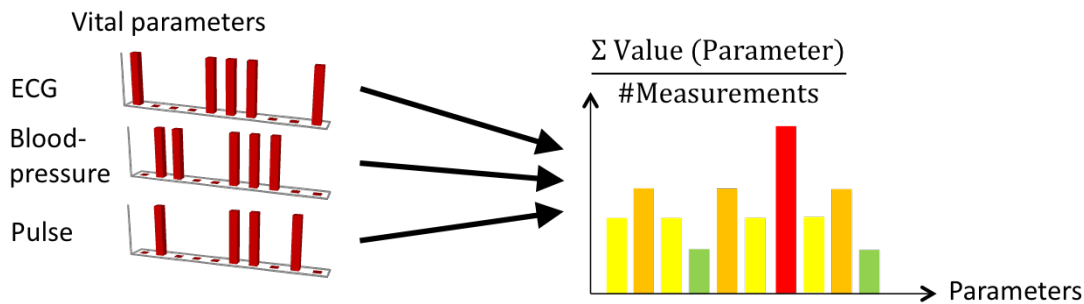 Vital parameters
ECG
Blood-
pressure
Pulse
Σ Value (Parameter)
#Measurements
Parameters